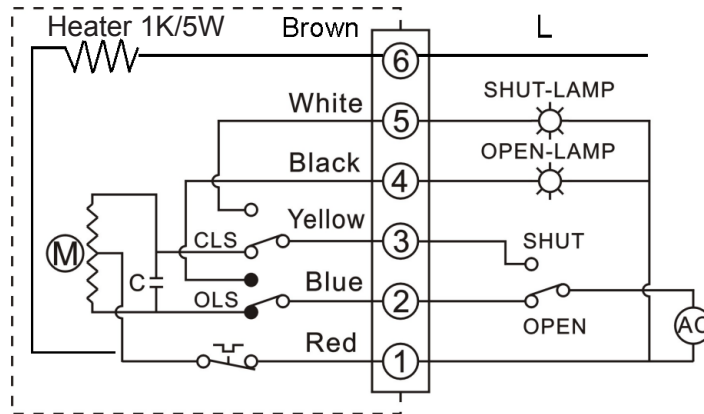 Heater 1K/5W Brown 6 L
White 5 SHUT-LAMP
Black 4 OPEN-LAMP
Yellow 3 SHUT
CLS
M
C
Blue 2
OLS
OPEN
AC
Red 1